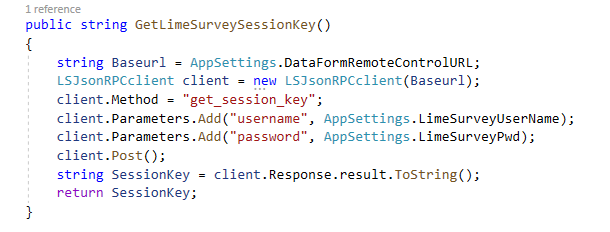 1 reference
public string GetLimeSurveySessionKey()
{
string Baseurl = AppSettings.DataFormRemoteControlURL;
LSJsonRPCclient client = new LSJsonRPCclient(Baseurl);
client.Method = "get_session_key";
client.Parameters.Add("username", AppSettings.LimeSurveyUserName);
client.Parameters.Add("password", AppSettings.LimeSurveyPwd);
client.Post();
string SessionKey = client.Response.result.ToString();
return SessionKey;
}